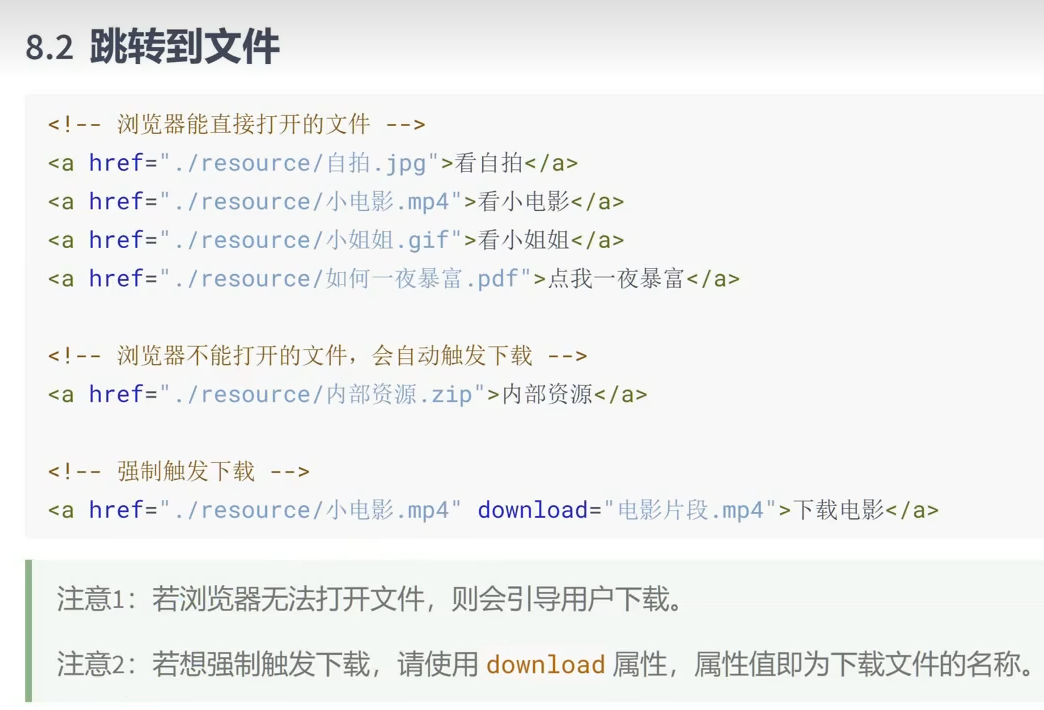 8.2 跳转到文件
<!-- 浏览器能直接打开的文件 -->
<a href="./resource/自拍.jpg">看自拍</a>
<a href="./resource/小电影.mp4">看小电影</a>
<a href="./resource/小姐姐.gif">看小姐姐</a>
<a href="./resource/如何一夜暴富.pdf">点我一夜暴富</a>
<!-- 浏览器不能打开的文件，会自动触发下载 -->
<a href="./resource/内部资源.zip">内部资源</a>
<!-- 强制触发下载 -->
<a href="./resource/小电影.mp4" download="电影片段.mp4">下载电影</a>
注意1：若浏览器无法打开文件，则会引导用户下载。
注意2：若想强制触发下载，请使用 download 属性，属性值即为下载文件的名称。